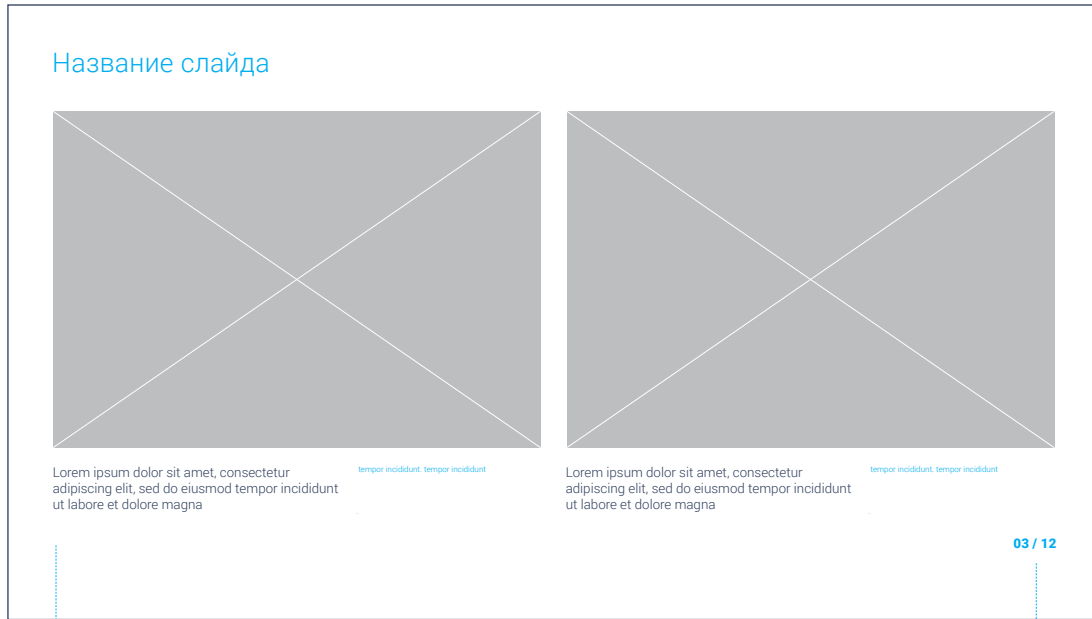 Название слайда
Lorem ipsum dolor sit amet, consectetur
adipiscing elit, sed do eiusmod tempor incididunt
ut labore et dolore magna
tempor incididunt. tempor incididunt
Lorem ipsum dolor sit amet, consectetur
adipiscing elit, sed do eiusmod tempor incididunt
ut labore et dolore magna
tempor incididunt. tempor incididunt
03 / 12